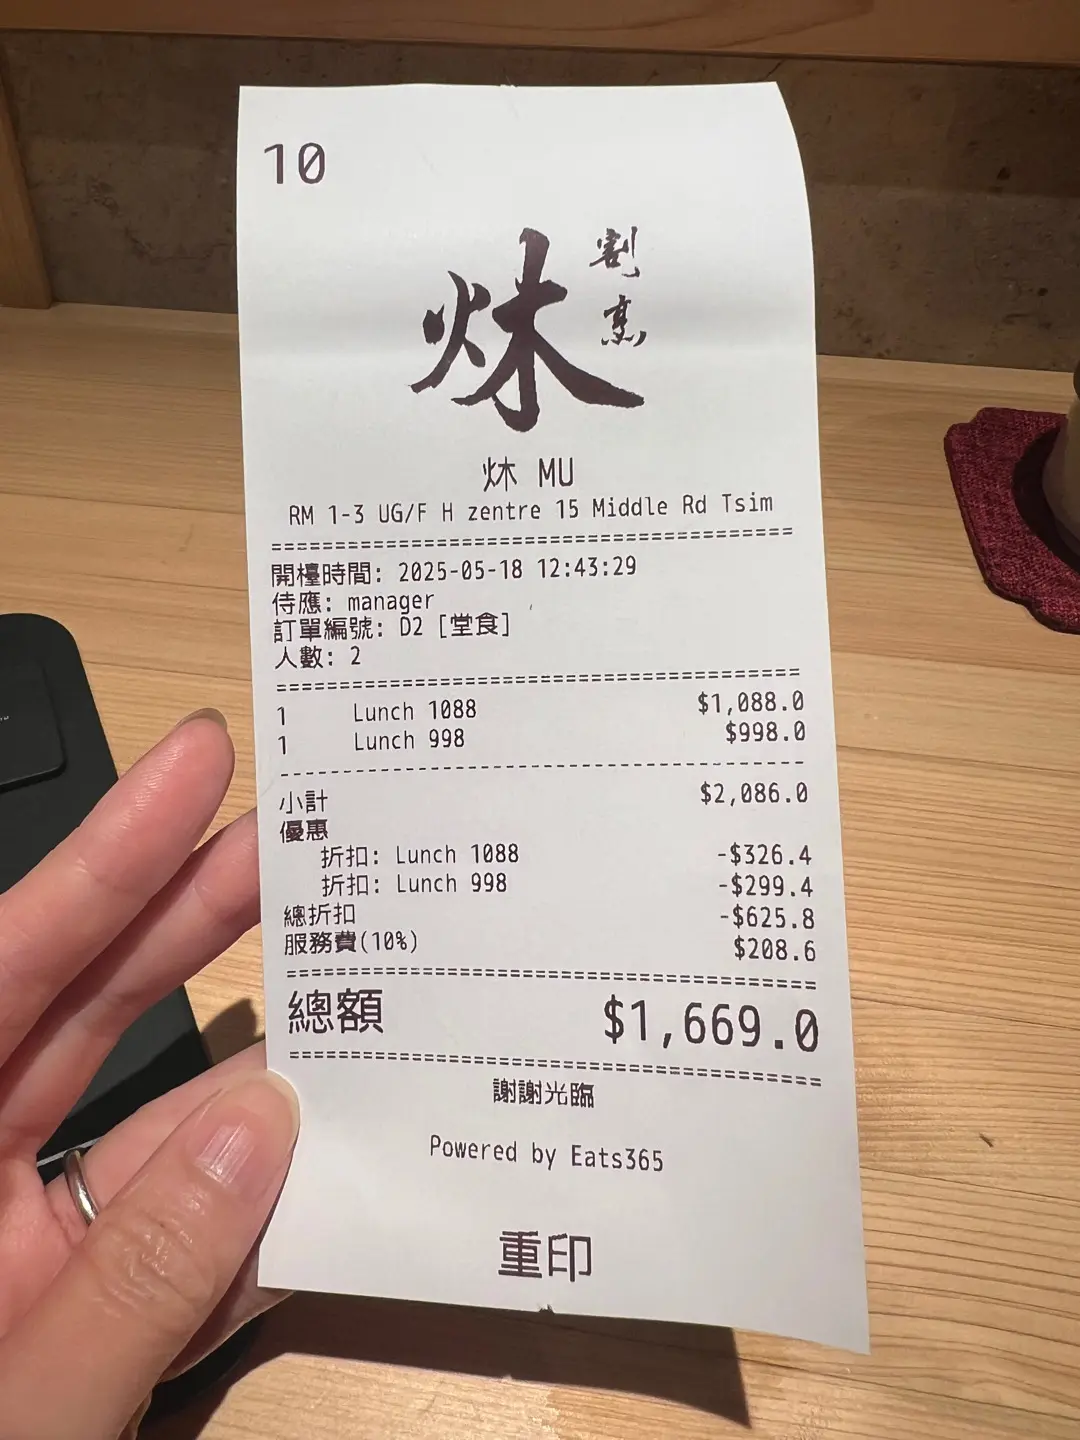 10
炑
割烹
炑 MU
RM 1-3 UG/F H zentre 15 Middle Rd Tsim
開檯時間: 2025-05-18 12:43:29
侍應: manager
訂單編號: D2 [堂食]
人數: 2
1 Lunch 1088 $1,088.0
1 Lunch 998 $998.0
小計 $2,086.0
優惠
折扣: Lunch 1088 -$326.4
折扣: Lunch 998 -$299.4
總折扣 -$625.8
服務費(10%) $208.6
總額 $1,669.0
謝謝光臨
Powered by Eats365
重印